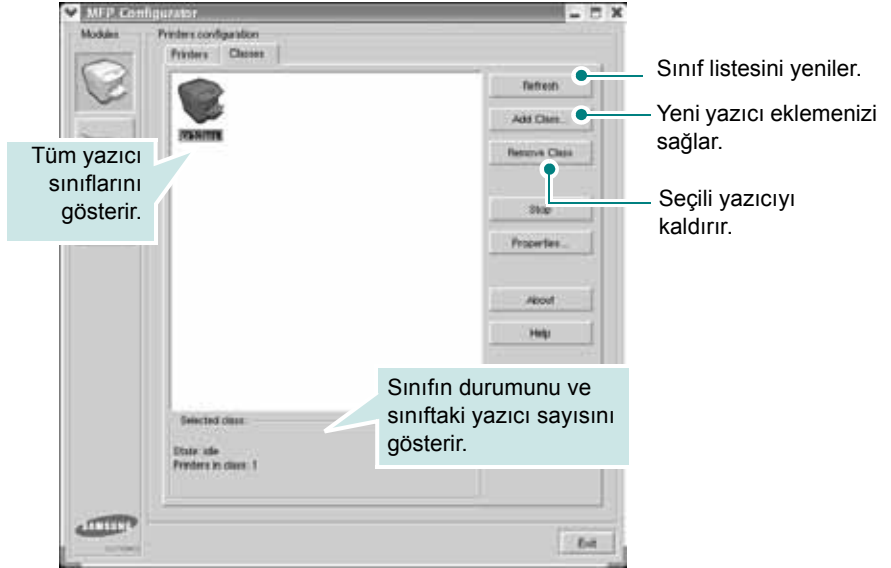 MFP Configurator
Modules
Printers configuration
Printers
Classes
Refresh
Add Class...
Remove Class
Stop
Properties...
About
Help
Selected class:
State: idle
Printers in class: 1
SAMSUNG
ELECTRONICS
Exit
Tüm yazıcı
sınıflarını
gösterir.
Sınıf listesini yeniler.
Yeni yazıcı eklemenizi
sağlar.
Seçili yazıcıyı
kaldırır.
Sınıfın durumunu ve
sınıftaki yazıcı sayısını
gösterir.